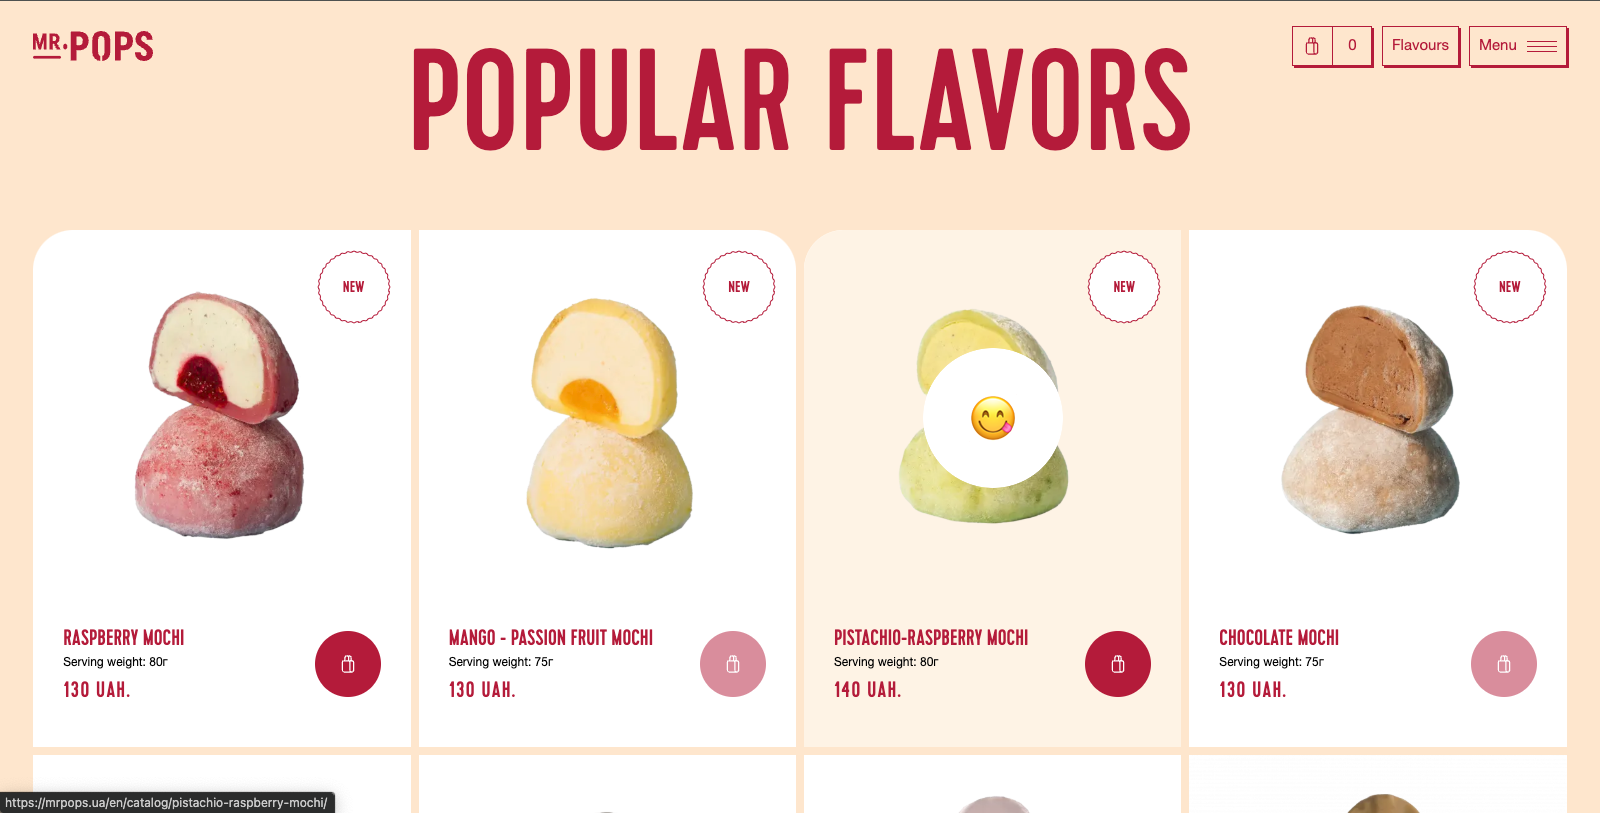 MR.POPS
POPULAR FLAVORS
0
Flavours
Menu
NEW
NEW
NEW
NEW
RASPBERRY MOCHI
Serving weight: 80г
130 UAH.
MANGO - PASSION FRUIT MOCHI
Serving weight: 75г
130 UAH.
PISTACHIO-RASPBERRY MOCHI
Serving weight: 80г
140 UAH.
CHOCOLATE MOCHI
Serving weight: 75г
130 UAH.
https://mrpops.ua/en/catalog/pistachio-raspberry-mochi/